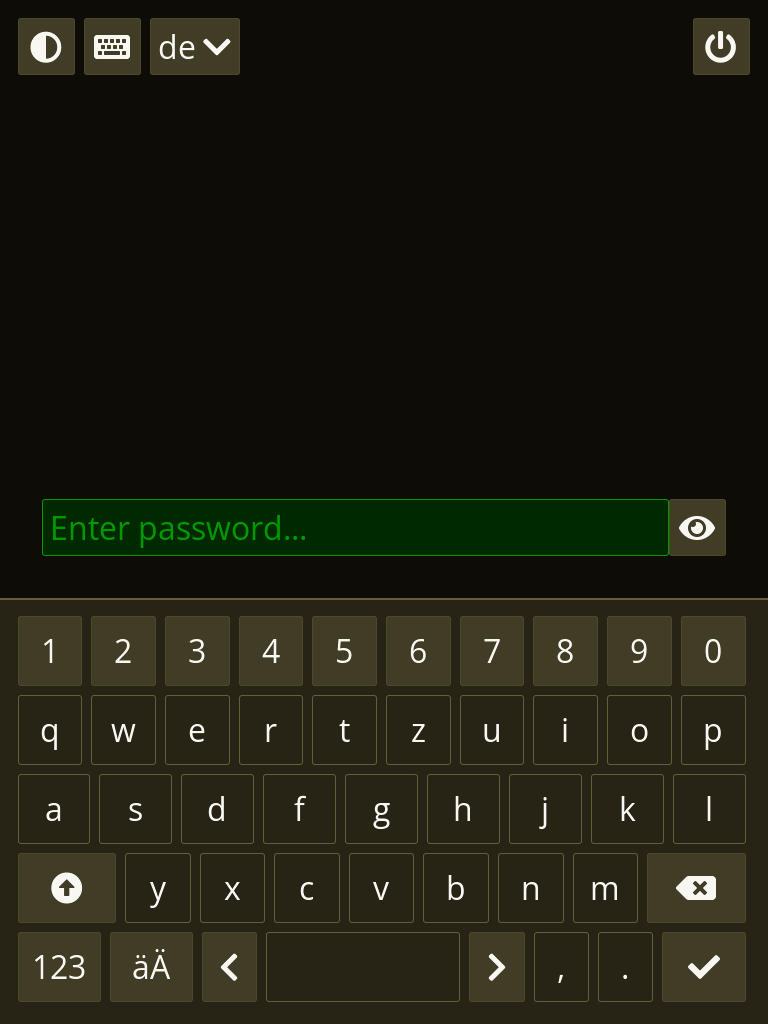 de
Enter password...
1 2 3 4 5 6 7 8 9 0
q w e r t z u i o p
a s d f g h j k l
y x c v b n m
123 äÄ , .